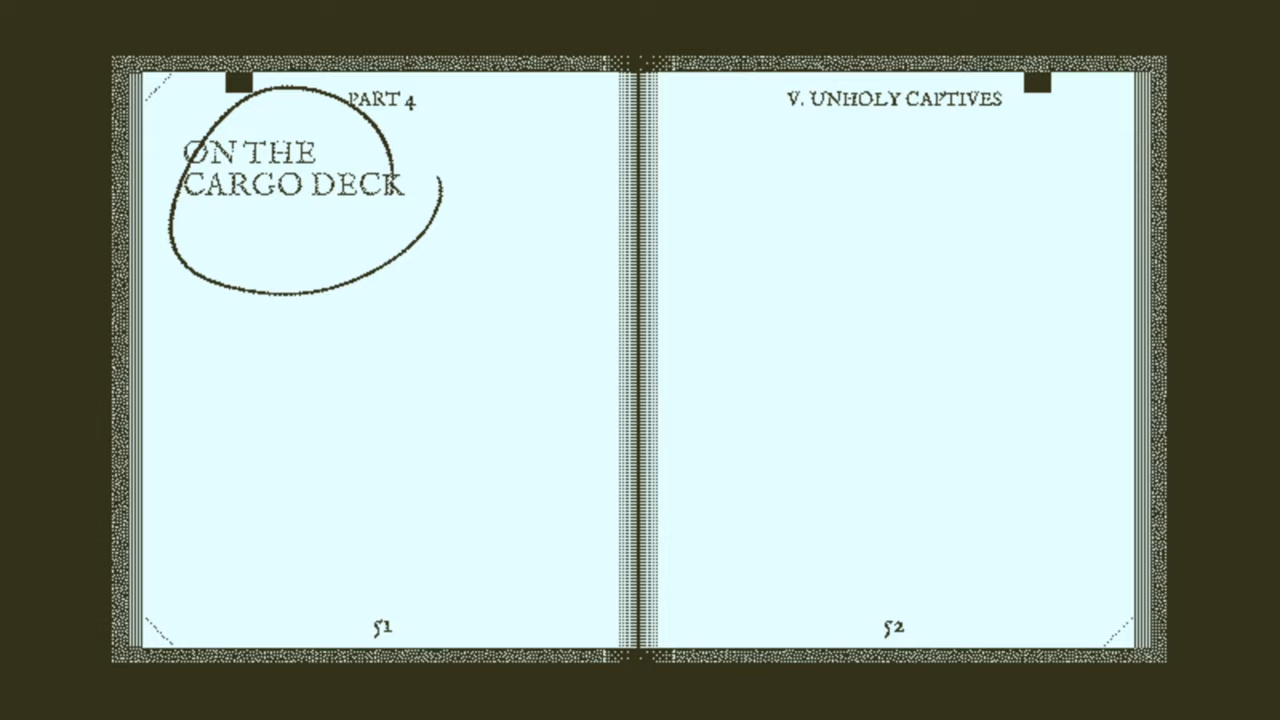 PART 4
ON THE
CARGO DECK
51
V. UNHOLY CAPTIVES
52